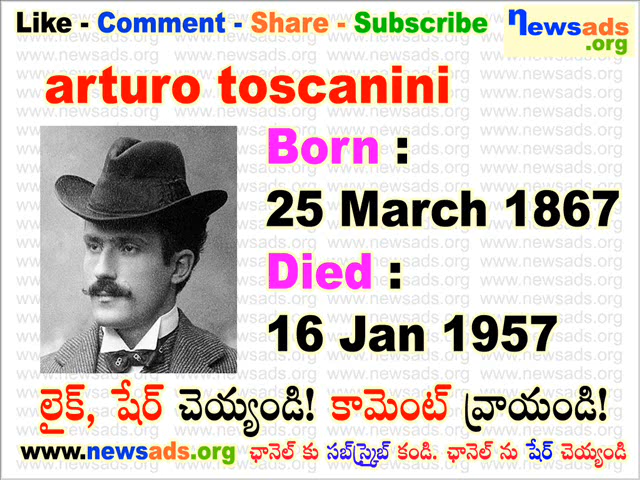 Like - Comment - Share - Subscribe
newsads
.org
arturo toscanini
Born :
25 March 1867
Died :
16 Jan 1957
లైక్, షేర్ చెయ్యండి! కామెంట్ వ్రాయండి!
www.newsads.org ఛానెల్ కు సబ్‌స్క్రైబ్ కండి. ఛానెల్ ను షేర్ చెయ్యండి